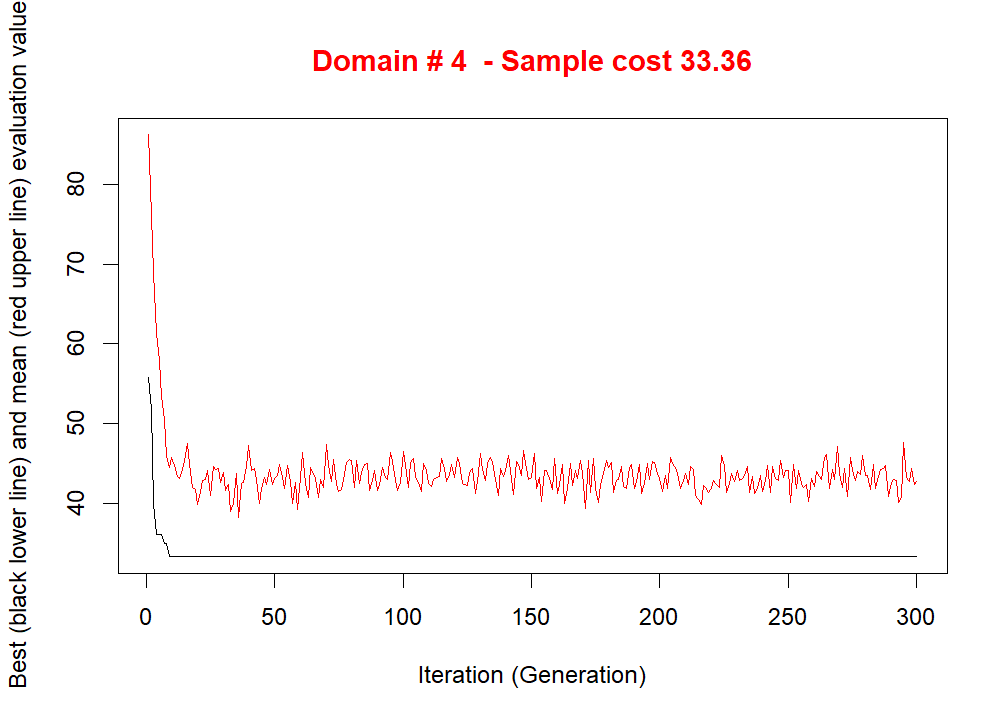 Domain # 4  - Sample cost 33.36
Best (black lower line) and mean (red upper line) evaluation value
80
70
60
50
40
0 50 100 150 200 250 300
Iteration (Generation)